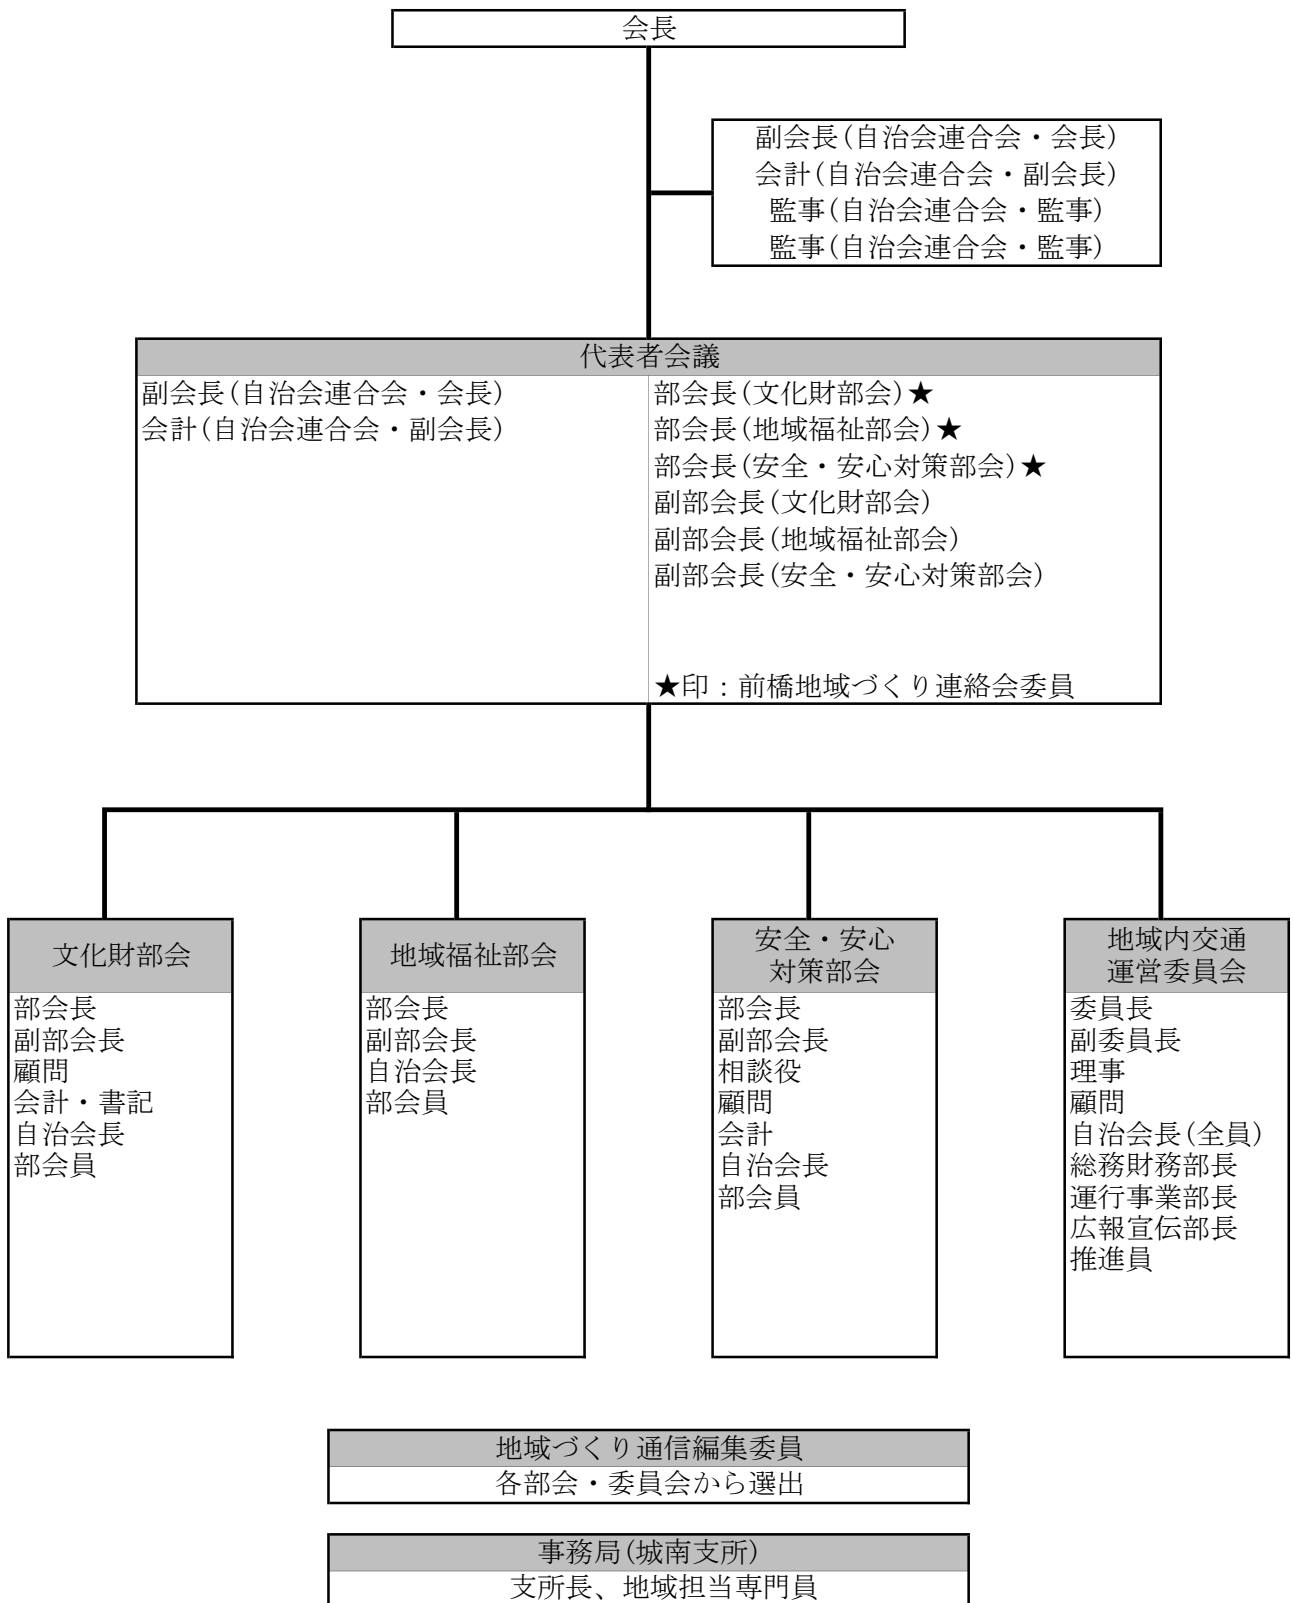 会長
副会長(自治会連合会・会長)
会計(自治会連合会・副会長)
監事(自治会連合会・監事)
監事(自治会連合会・監事)
代表者会議
副会長(自治会連合会・会長)
会計(自治会連合会・副会長)
部会長(文化財部会)★
部会長(地域福祉部会)★
部会長(安全・安心対策部会)★
副部会長(文化財部会)
副部会長(地域福祉部会)
副部会長(安全・安心対策部会)
★印：前橋地域づくり連絡会委員
文化財部会
部会長
副部会長
顧問
会計・書記
自治会長
部会員
地域福祉部会
部会長
副部会長
自治会長
部会員
安全・安心
対策部会
部会長
副部会長
相談役
顧問
会計
自治会長
部会員
地域内交通
運営委員会
委員長
副委員長
理事
顧問
自治会長(全員)
総務財務部長
運行事業部長
広報宣伝部長
推進員
地域づくり通信編集委員
各部会・委員会から選出
事務局(城南支所)
支所長、地域担当専門員